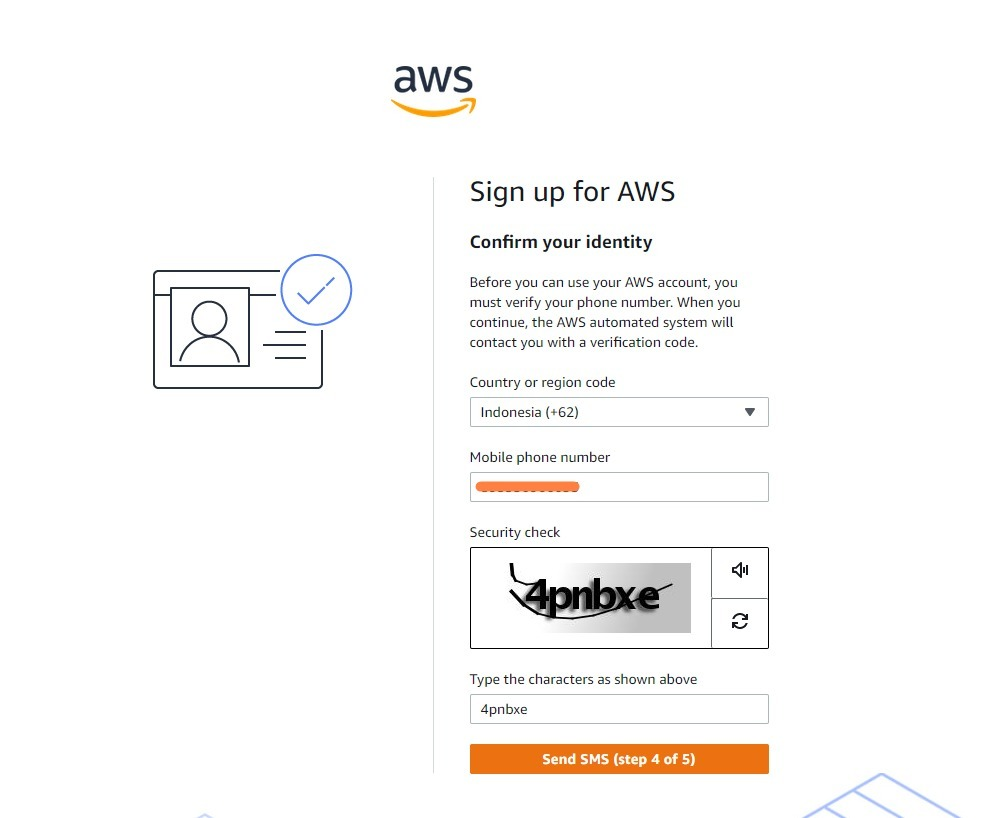 aws
Sign up for AWS
Confirm your identity
Before you can use your AWS account, you
must verify your phone number. When you
continue, the AWS automated system will
contact you with a verification code.
Country or region code
Indonesia (+62)
Mobile phone number
Security check
4pnbxe
Type the characters as shown above
4pnbxe
Send SMS (step 4 of 5)